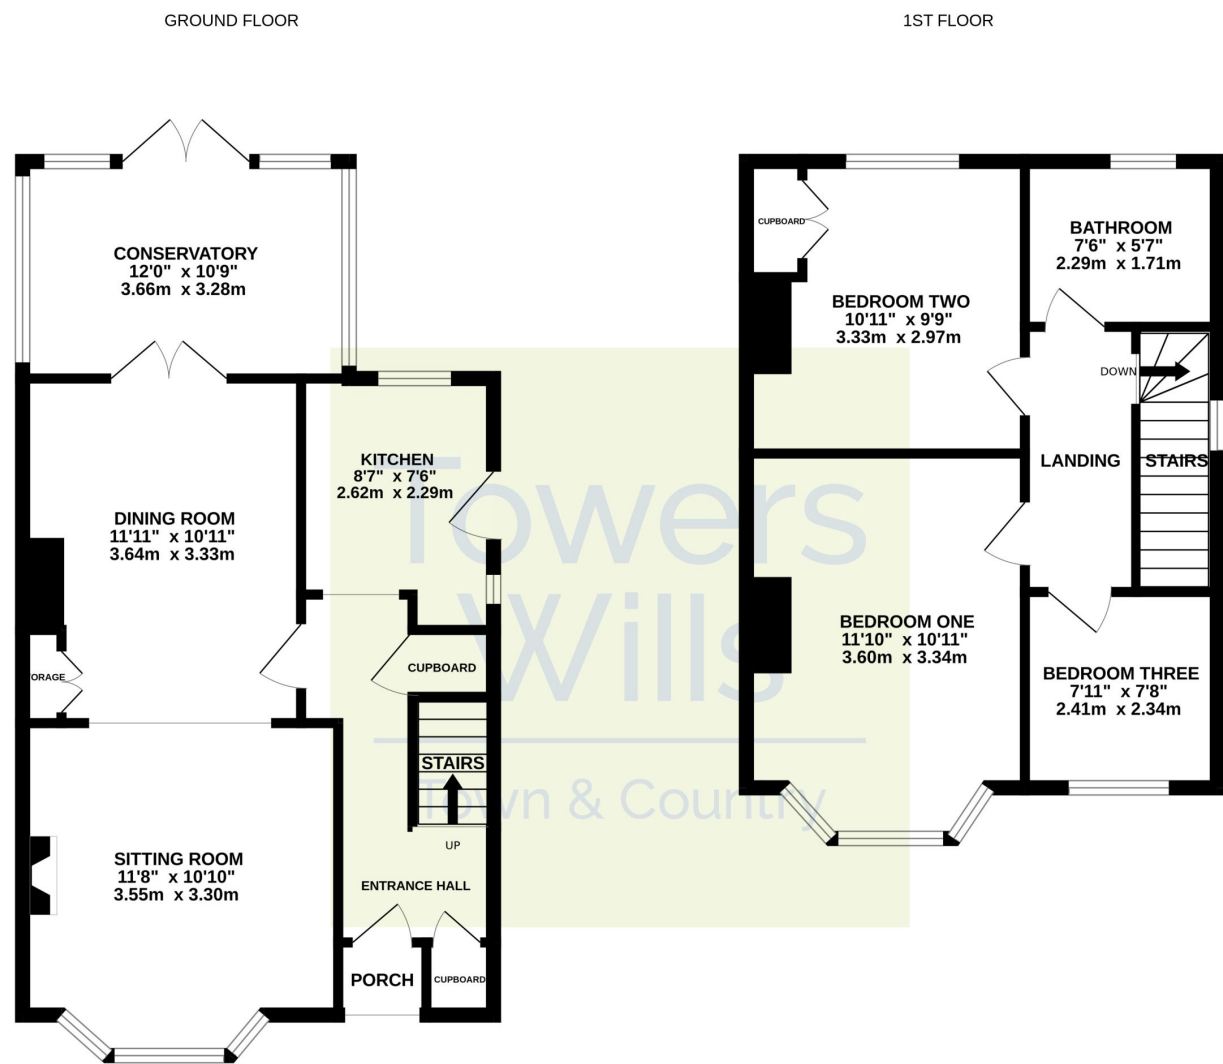 GROUND FLOOR
CONSERVATORY
12'0" x 10'9"
3.66m x 3.28m
KITCHEN
8'7" x 7'6"
2.62m x 2.29m
DINING ROOM
11'11" x 10'11"
3.64m x 3.33m
ORAGE
CUPBOARD
STAIRS
UP
SITTING ROOM
11'8" x 10'10"
3.55m x 3.30m
ENTRANCE HALL
PORCH
CUPBOARD
1ST FLOOR
CUPBOARD
BATHROOM
7'6" x 5'7"
2.29m x 1.71m
BEDROOM TWO
10'11" x 9'9"
3.33m x 2.97m
DOWN
LANDING
STAIRS
BEDROOM ONE
11'10" x 10'11"
3.60m x 3.34m
BEDROOM THREE
7'11" x 7'8"
2.41m x 2.34m
Towers
Wills
Town & Country